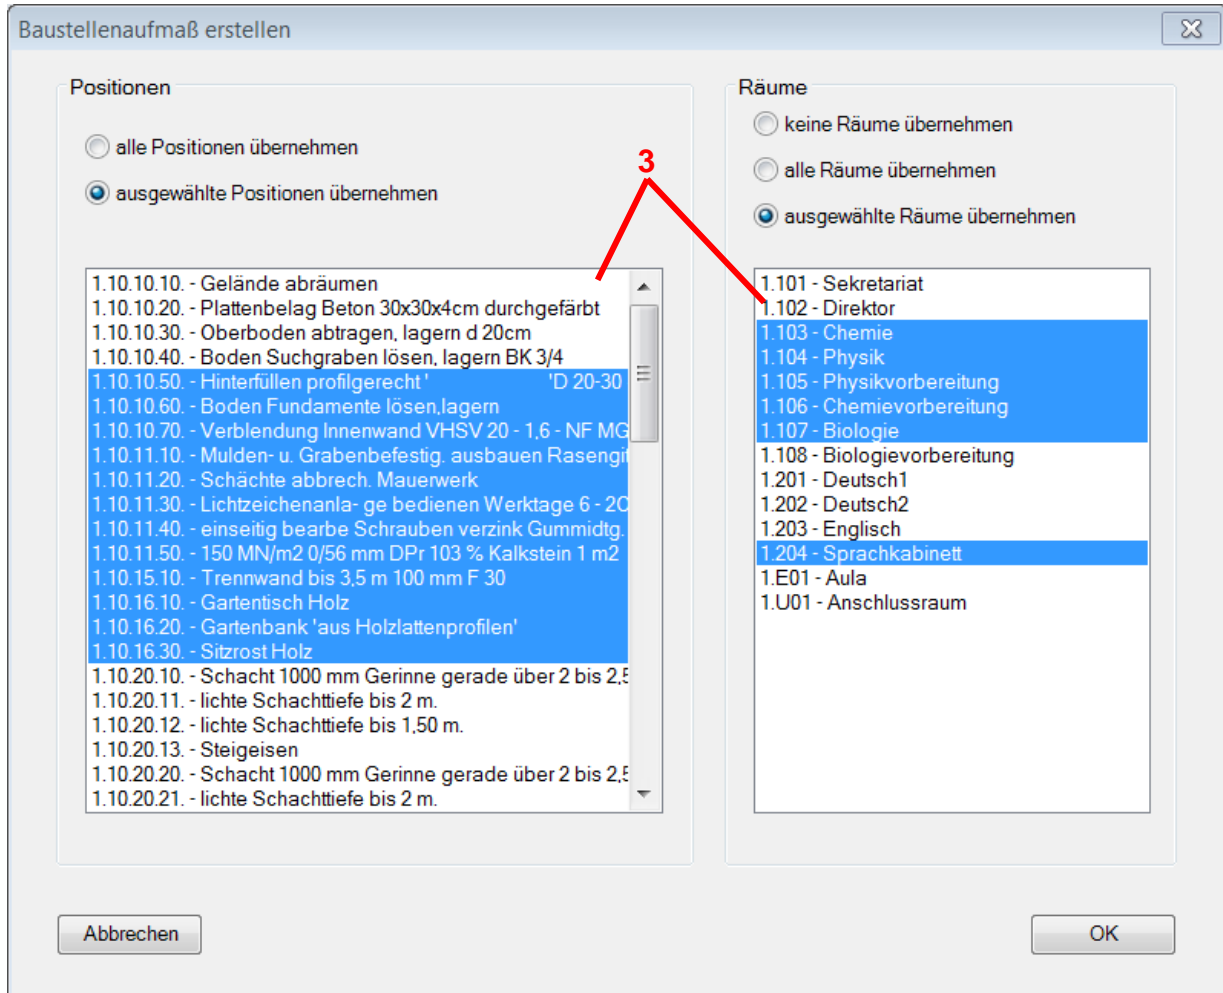 Baustellenaufmaß erstellen
Positionen
alle Positionen übernehmen
ausgewählte Positionen übernehmen
3
1.10.10.10. - Gelände abräumen
1.10.10.20. - Plattenbelag Beton 30x30x4cm durchgefärbt
1.10.10.30. - Oberboden abtragen, lagern d 20cm
1.10.10.40. - Boden Suchgraben lösen, lagern BK 3/4
1.10.10.50. - Hinterfüllen profilgerecht ' 'D 20-30
1.10.10.60. - Boden Fundamente lösen,lagern
1.10.10.70. - Verblendung Innenwand VHSV 20 - 1,6 - NF MG
1.10.11.10. - Mulden- u. Grabenbefestig. ausbauen Rasengit
1.10.11.20. - Schächte abbrech. Mauerwerk
1.10.11.30. - Lichtzeichenanla- ge bedienen Werktage 6 - 20
1.10.11.40. - einseitig bearbe Schrauben verzink Gummidtg.
1.10.11.50. - 150 MN/m2 0/56 mm DPr 103 % Kalkstein 1 m2
1.10.15.10. - Trennwand bis 3,5 m 100 mm F 30
1.10.16.10. - Gartentisch Holz
1.10.16.20. - Gartenbank 'aus Holzlattenprofilen'
1.10.16.30. - Sitzrost Holz
1.10.20.10. - Schacht 1000 mm Gerinne gerade über 2 bis 2,5
1.10.20.11. - lichte Schachttiefe bis 2 m.
1.10.20.12. - lichte Schachttiefe bis 1,50 m.
1.10.20.13. - Steigeisen
1.10.20.20. - Schacht 1000 mm Gerinne gerade über 2 bis 2,5
1.10.20.21. - lichte Schachttiefe bis 2 m.
Räume
keine Räume übernehmen
alle Räume übernehmen
ausgewählte Räume übernehmen
1.101 - Sekretariat
1.102 - Direktor
1.103 - Chemie
1.104 - Physik
1.105 - Physikvorbereitung
1.106 - Chemievorbereitung
1.107 - Biologie
1.108 - Biologievorbereitung
1.201 - Deutsch1
1.202 - Deutsch2
1.203 - Englisch
1.204 - Sprachkabinett
1.E01 - Aula
1.U01 - Anschlussraum
Abbrechen
OK